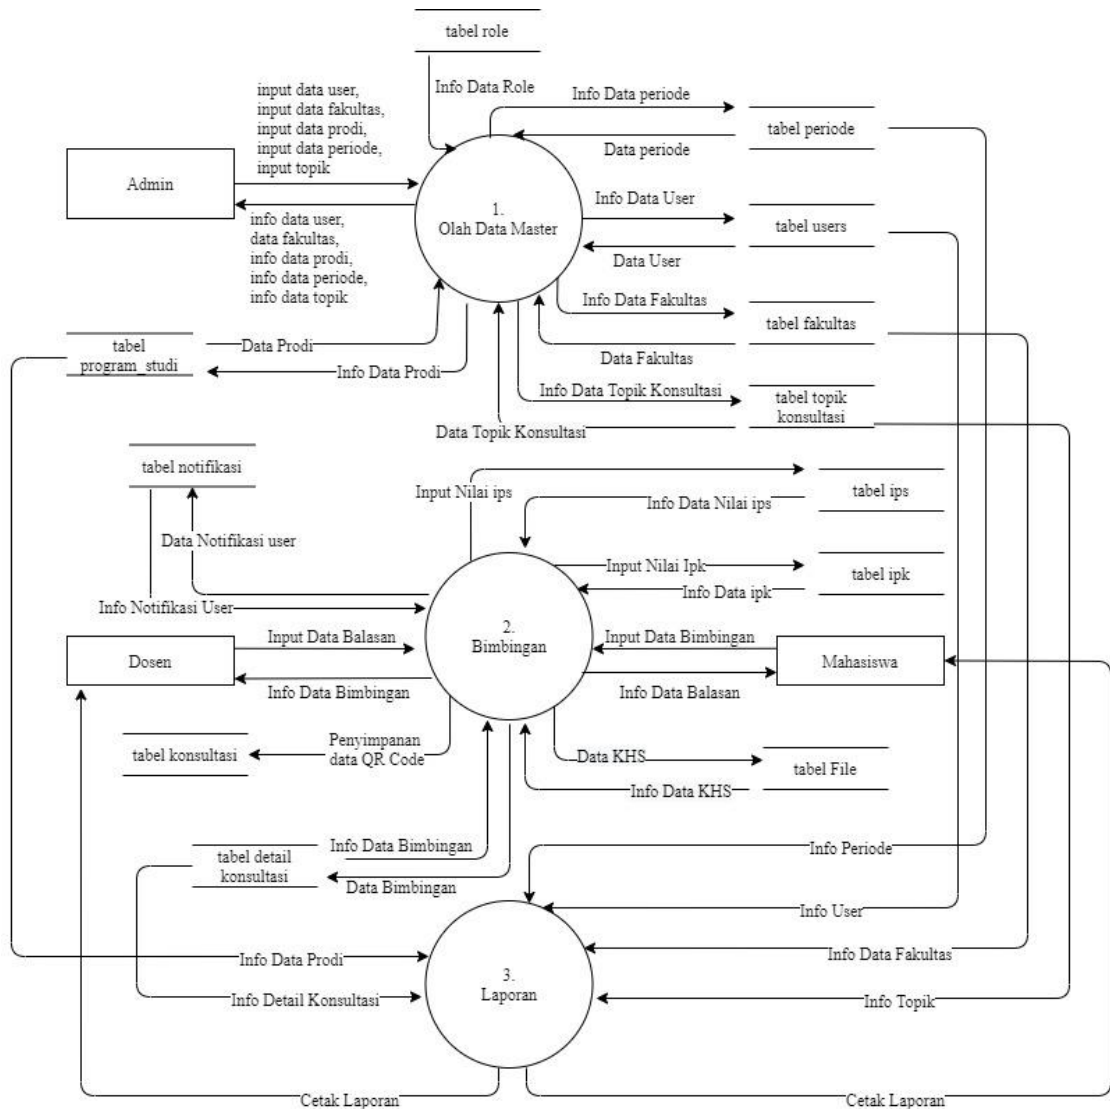 tabel role
Info Data Role
input data user,
input data fakultas,
input data prodi,
input data periode,
input topik
Info Data periode
tabel periode
Data periode
Admin
1.
Olah Data Master
Info Data User
tabel users
Data User
info data user,
data fakultas,
info data prodi,
info data periode,
info data topik
Info Data Fakultas
tabel fakultas
Data Fakultas
tabel
program_studi
Data Prodi
Info Data Prodi
Info Data Topik Konsultasi
tabel topik
konsultasi
Data Topik Konsultasi
tabel notifikasi
Input Nilai ips
tabel ips
Info Data Nilai ips
Data Notifikasi user
Input Nilai Ipk
tabel ipk
Info Data ipk
Info Notifikasi User
2.
Bimbingan
Dosen
Input Data Balasan
Info Data Bimbingan
Input Data Bimbingan
Mahasiswa
Info Data Balasan
tabel konsultasi
Penyimpanan
data QR Code
Data KHS
tabel File
Info Data KHS
Info Data Bimbingan
tabel detail
konsultasi
Data Bimbingan
Info Periode
Info User
Info Data Prodi
Info Data Fakultas
3.
Laporan
Info Detail Konsultasi
Info Topik
Cetak Laporan
Cetak Laporan